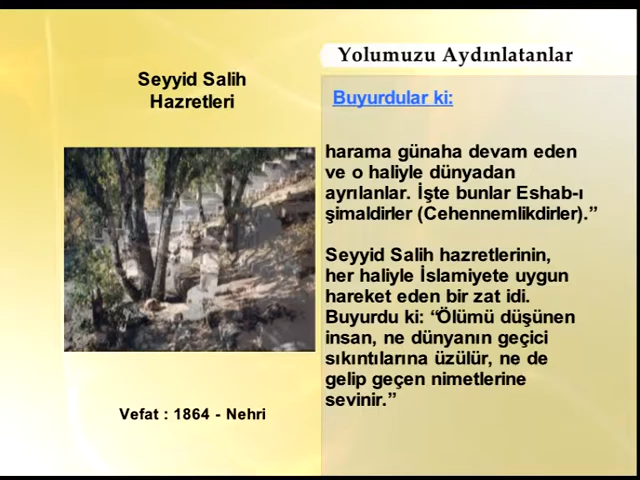 Yolumuzu Aydınlatanlar
Seyyid Salih
Hazretleri
Buyurdular ki:
harama günaha devam eden
ve o haliyle dünyadan
ayrılanlar. İşte bunlar Eshab-ı
şimaldirler (Cehennemlikdirler).”
Seyyid Salih hazretlerinin,
her haliyle İslamiyete uygun
hareket eden bir zat idi.
Buyurdu ki: “Ölümü düşünen
insan, ne dünyanın geçici
sıkıntılarına üzülür, ne de
gelip geçen nimetlerine
sevinir.”
Vefat : 1864 - Nehri